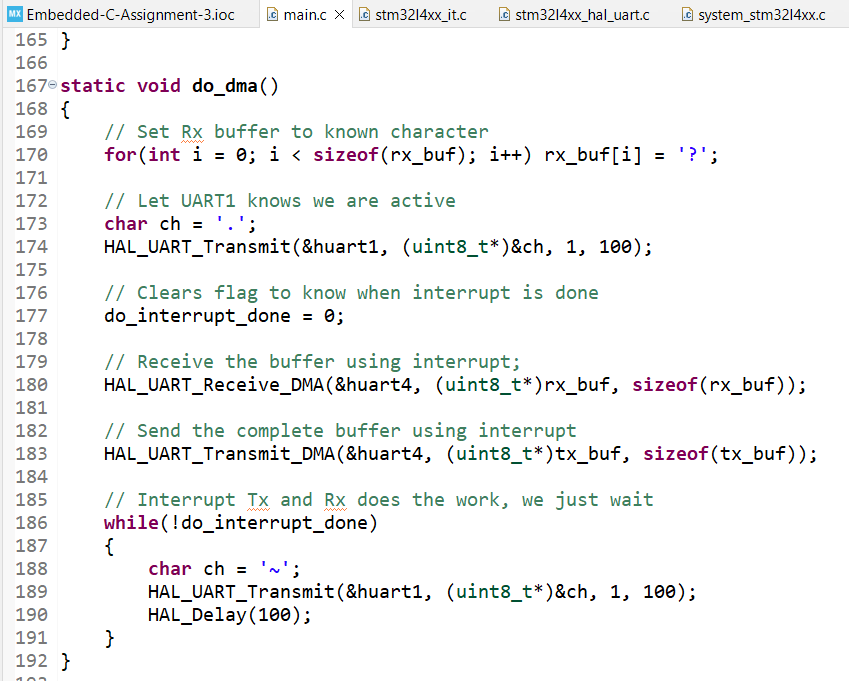 MX Embedded-C-Assignment-3.ioc main.c stm32l4xx_it.c stm32l4xx_hal_uart.c system_stm32l4xx.c
165 }
166
167 static void do_dma()
168 {
169     // Set Rx buffer to known character
170     for(int i = 0; i < sizeof(rx_buf); i++) rx_buf[i] = '?';
171
172     // Let UART1 knows we are active
173     char ch = '.';
174     HAL_UART_Transmit(&huart1, (uint8_t*)&ch, 1, 100);
175
176     // Clears flag to know when interrupt is done
177     do_interrupt_done = 0;
178
179     // Receive the buffer using interrupt;
180     HAL_UART_Receive_DMA(&huart4, (uint8_t*)rx_buf, sizeof(rx_buf));
181
182     // Send the complete buffer using interrupt
183     HAL_UART_Transmit_DMA(&huart4, (uint8_t*)tx_buf, sizeof(tx_buf));
184
185     // Interrupt Tx and Rx does the work, we just wait
186     while(!do_interrupt_done)
187     {
188         char ch = '~';
189         HAL_UART_Transmit(&huart1, (uint8_t*)&ch, 1, 100);
190         HAL_Delay(100);
191     }
192 }